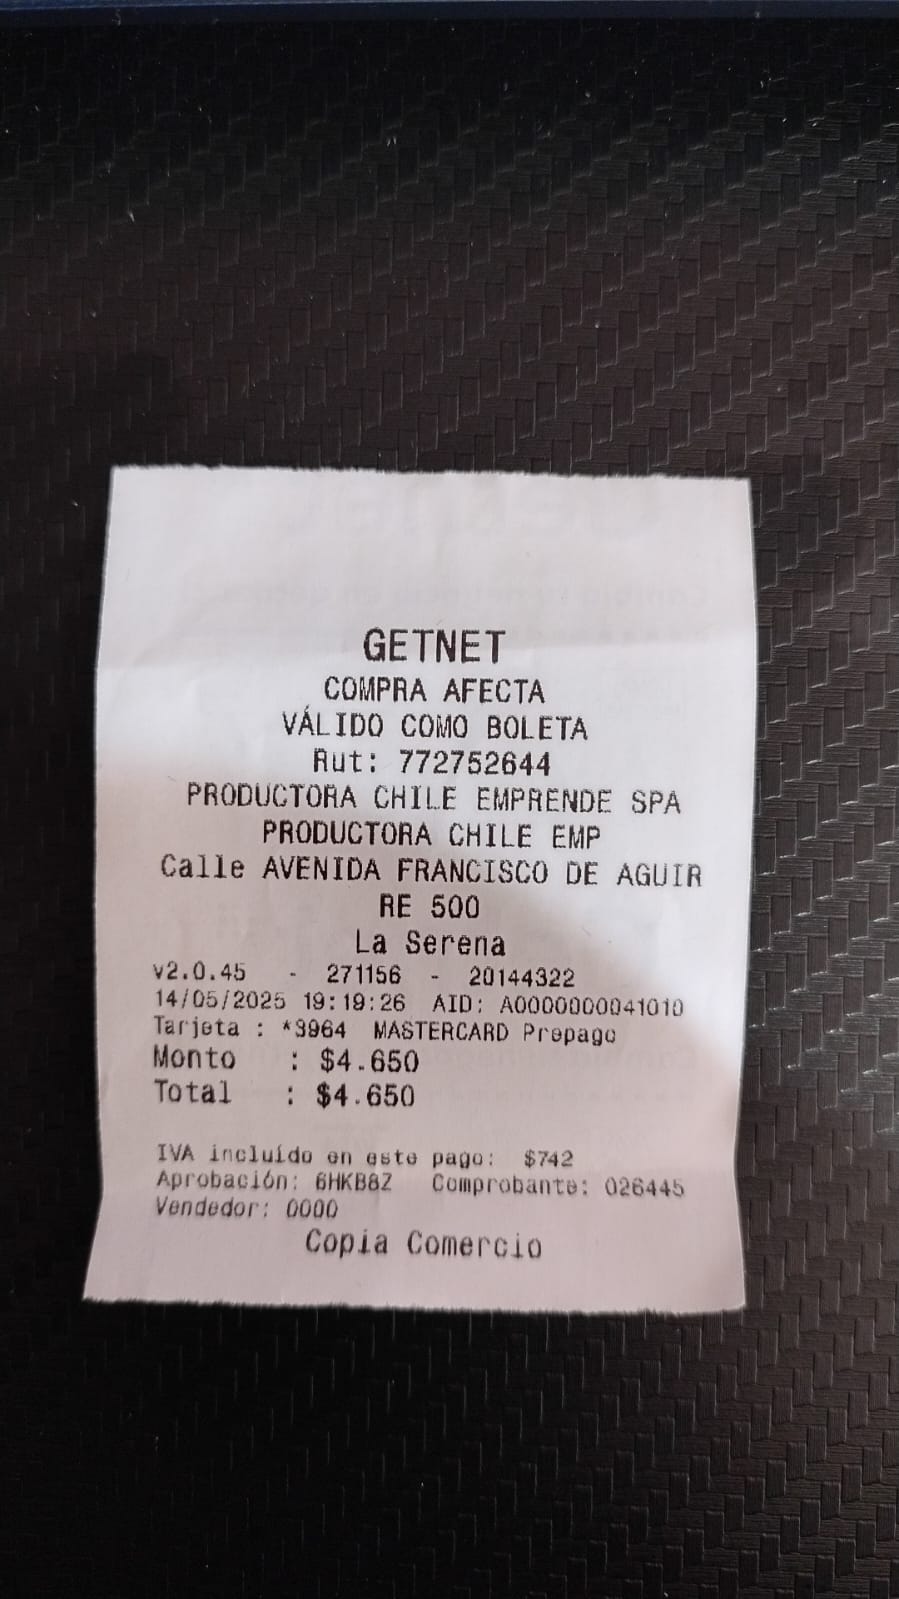 GETNET
COMPRA AFECTA
VÁLIDO COMO BOLETA
Rut: 772752644
PRODUCTORA CHILE EMPRENDE SPA
PRODUCTORA CHILE EMP
Calle AVENIDA FRANCISCO DE AGUIR
RE 500
La Serena
v2.0.45 - 271156 - 20144322
14/05/2025 19:19:26 AID: A0000000041010
Tarjeta : *3964 MASTERCARD Prepago
Monto : $4.650
Total : $4.650
IVA incluído en este pago: $742
Aprobación: 6HKB8Z Comprobante: 026445
Vendedor: 0000
Copia Comercio